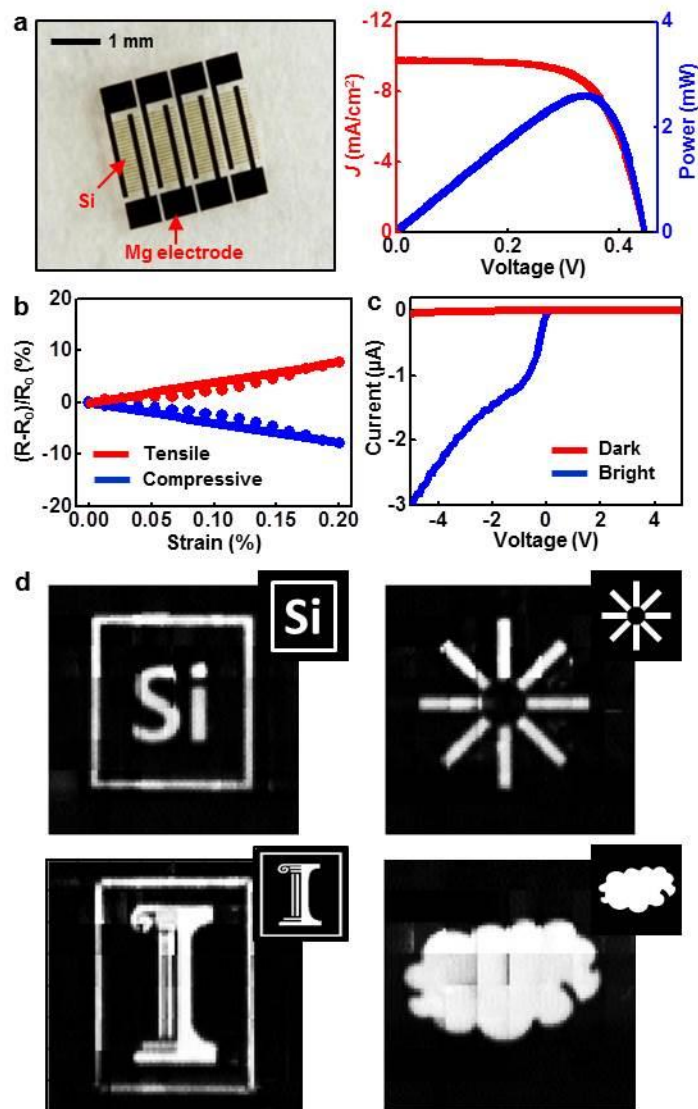 a
1 mm
Si
Mg electrode
-12
-8
-4
0
J (mA/cm²)
4
2
0
Power (mW)
0.0 0.2 0.4
Voltage (V)
b
20
10
0
-10
-20
(R-R₀)/R₀ (%)
Tensile
Compressive
0.00 0.05 0.10 0.15 0.20
Strain (%)
c
0
-1
-2
-3
Current (µA)
Dark
Bright
-4 -2 0 2 4
Voltage (V)
d
Si
Si
I
I